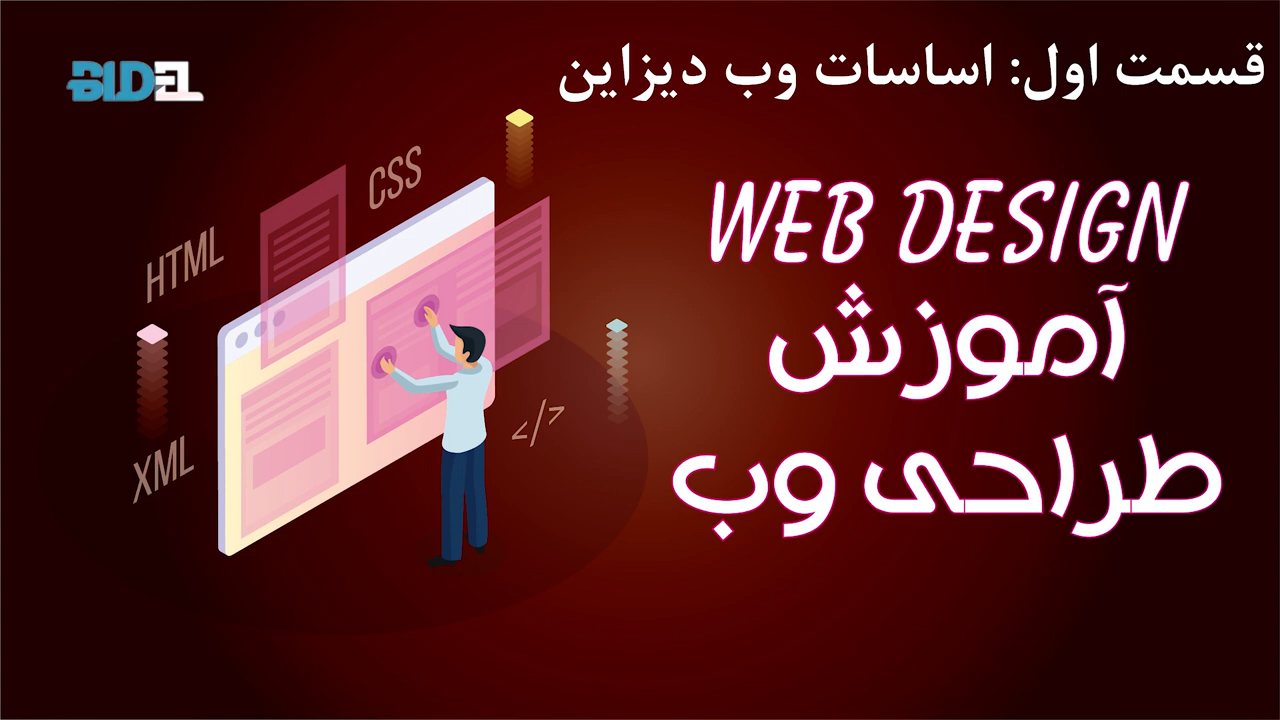 قسمت اول: اساسات وب دیزاین
BIDEL
WEB DESIGN
آموزش
طراحی وب
CSS
HTML
XML
</>